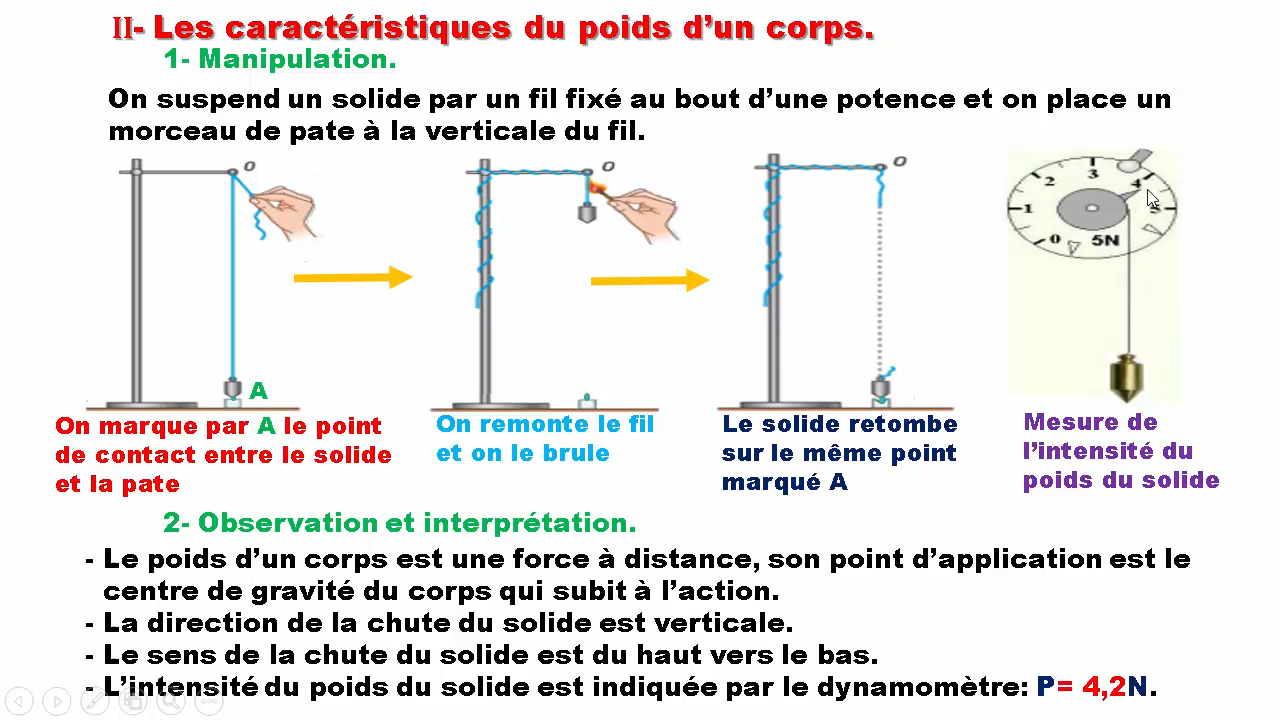 II- Les caractéristiques du poids d’un corps.
1- Manipulation.
On suspend un solide par un fil fixé au bout d’une potence et on place un
morceau de pate à la verticale du fil.
O
O
O
0 1 2 3 4 5
5N
A
On marque par A le point
de contact entre le solide
et la pate
On remonte le fil
et on le brule
Le solide retombe
sur le même point
marqué A
Mesure de
l’intensité du
poids du solide
2- Observation et interprétation.
- Le poids d’un corps est une force à distance, son point d’application est le
centre de gravité du corps qui subit à l’action.
- La direction de la chute du solide est verticale.
- Le sens de la chute du solide est du haut vers le bas.
- L’intensité du poids du solide est indiquée par le dynamomètre: P= 4,2N.